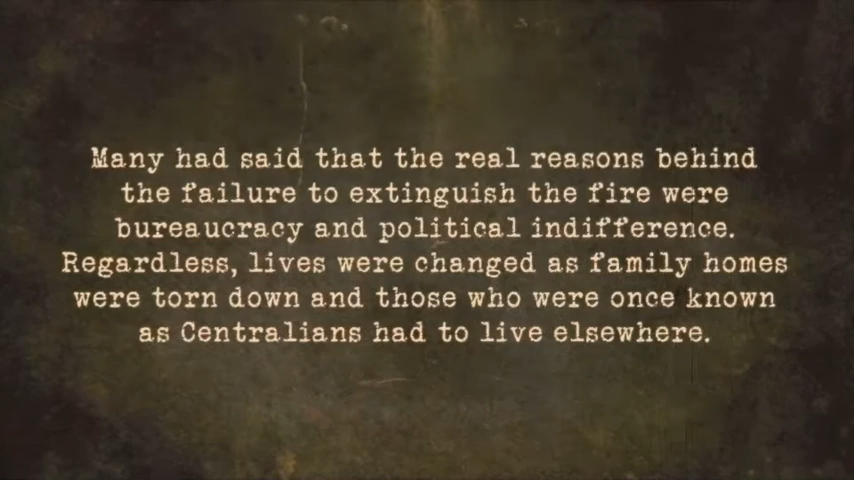 Many had said that the real reasons behind
the failure to extinguish the fire were
bureaucracy and political indifference.
Regardless, lives were changed as family homes
were torn down and those who were once known
as Centralians had to live elsewhere.